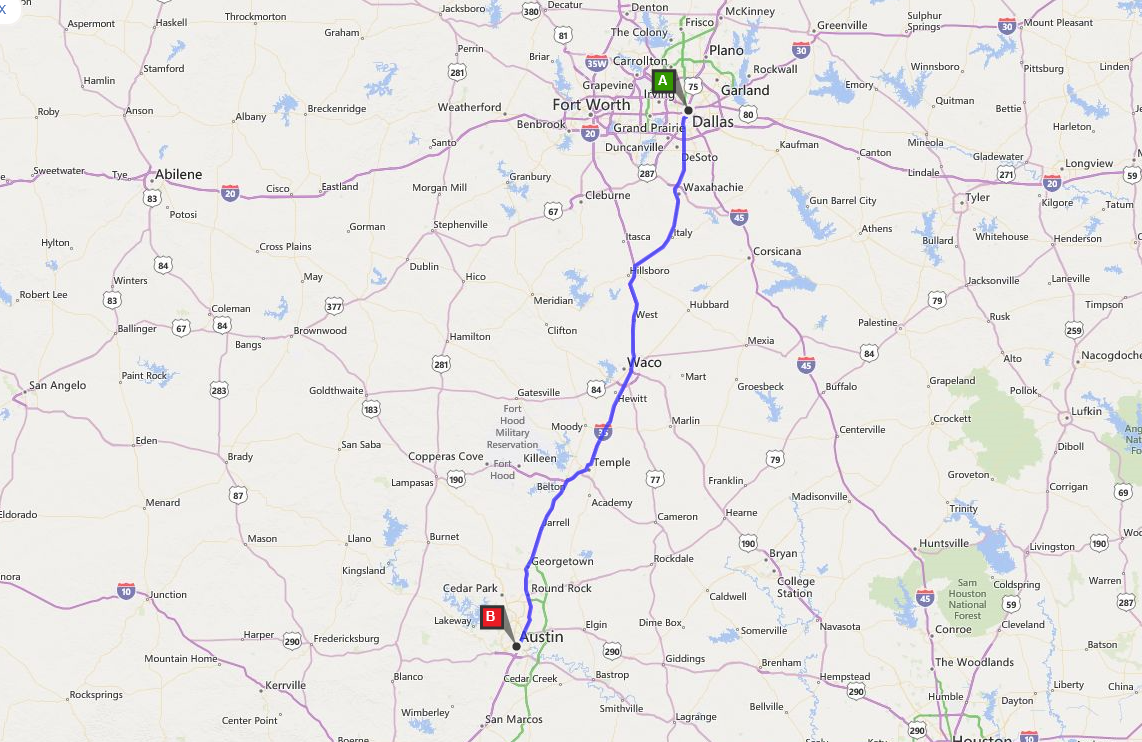 X
Aspermont
Haskell
Throckmorton
Jacksboro
380
Decatur
Denton
McKinney
Frisco
Greenville
Sulphur
Springs
30
Mount Pleasant
Graham
81
The Colony
Briar
35W
Carrollton
Plano
30
Perrin
Stamford
281
Rockwall
Winnsboro
Pittsburg
Linden
Hamlin
Grapevine
A
75
Garland
Emory
Irving
Quitman
Roby
Anson
Albany
Breckenridge
Weatherford
Fort Worth
Bettie
Benbrook
20
Grand Prairie
Dallas
80
Harleton
Santo
Duncanville
Kaufman
Mineola
Canton
DeSoto
Gladewater
Longview
Sweetwater
Tye
Abilene
20
Cisco
Eastland
Morgan Mill
Granbury
287
Lindale
271
20
59
83
Cleburne
Waxahachie
Gun Barrel City
Tyler
Kilgore
Tatum
Potosi
67
45
Gorman
Stephenville
Italy
Athens
Bullard
Whitehouse
Henderson
Hylton
Cross Plains
Itasca
Corsicana
84
Dublin
Hillsboro
Winters
May
Hico
Jacksonville
Laneville
Robert Lee
83
377
Meridian
Hubbard
79
Timpson
Coleman
West
Rusk
Ballinger
67
84
Brownwood
Clifton
Palestine
259
Bangs
Hamilton
Mexia
84
Nacogdoches
281
Waco
45
Alto
San Angelo
Paint Rock
283
Goldthwaite
Gatesville
84
Mart
Groesbeck
Buffalo
Grapeland
Pollok
183
Hewitt
Fort
Hood
Military
Reservation
Moody
Marlin
Crockett
Lufkin
Centerville
Eden
San Saba
Diboll
Brady
Copperas Cove
Killeen
Temple
79
Lampasas
190
Fort
Hood
Belton
77
Franklin
Groveton
Corrigan
87
Menard
Academy
Madisonville
69
Eldorado
Cameron
Hearne
Trinity
Mason
Llano
Burnet
190
Huntsville
Livingston
190
Georgetown
Rockdale
Bryan
Kingsland
10
Junction
Cedar Park
Round Rock
College
Station
Sam
Houston
National
Forest
Coldspring
Warren
Caldwell
45
59
287
B
Lakeway
Elgin
Dime Box
Somerville
Navasota
Conroe
Cleveland
Harper
290
Fredericksburg
Austin
290
Batson
Mountain Home
Giddings
Brenham
The Woodlands
Blanco
Cedar Creek
Bastrop
Hempstead
290
Liberty
China
Rocksprings
Kerrville
Humble
Dayton
Center Point
Wimberley
San Marcos
Smithville
Lagrange
Bellville
290
Boerne
Houston
10